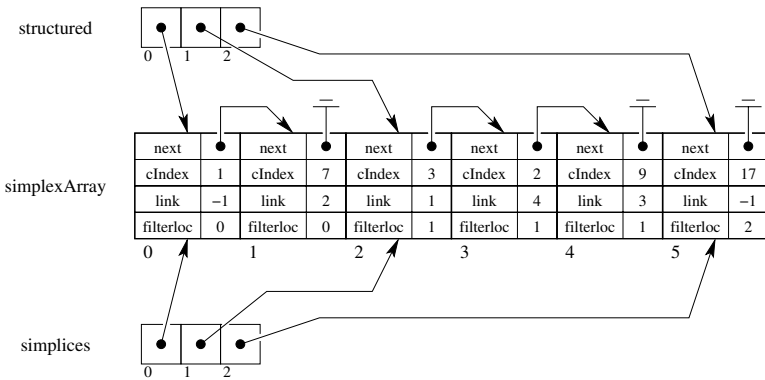 structured
0 1 2
simplexArray
next next next next next next
cIndex 1 cIndex 7 cIndex 3 cIndex 2 cIndex 9 cIndex 17
link −1 link 2 link 1 link 4 link 3 link −1
filterloc 0 filterloc 0 filterloc 1 filterloc 1 filterloc 1 filterloc 2
0 1 2 3 4 5
simplices
0 1 2